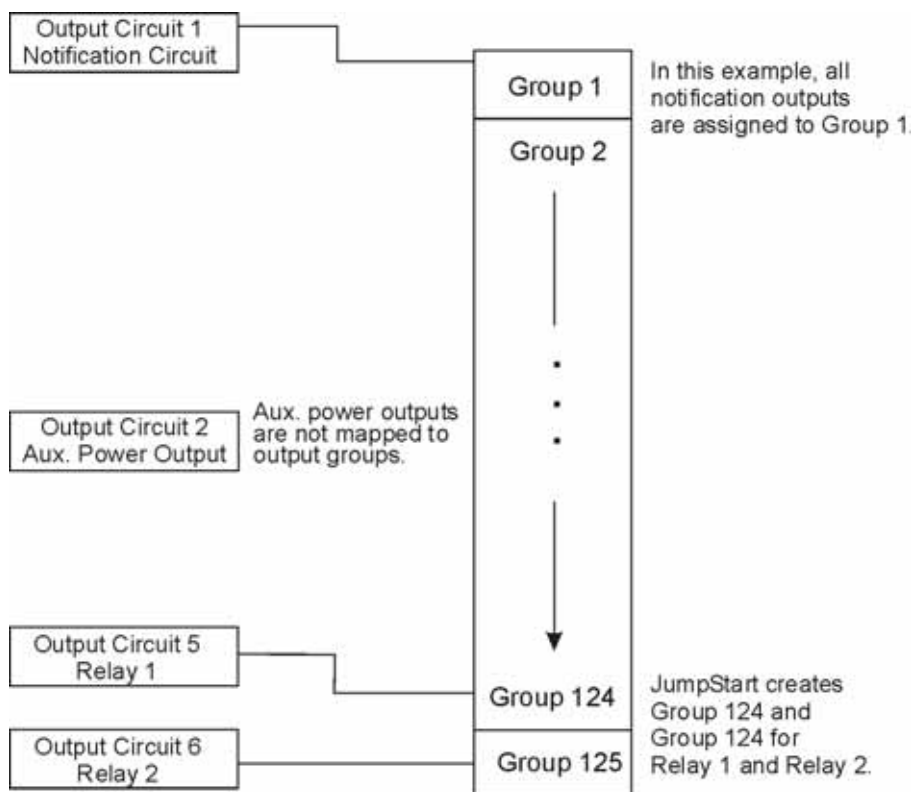 Output Circuit 1
Notification Circuit
Group 1
In this example, all
notification outputs
are assigned to Group 1.
Group 2
Output Circuit 2
Aux. Power Output
Aux. power outputs
are not mapped to
output groups.
Output Circuit 5
Relay 1
Group 124
JumpStart creates
Group 124 and
Group 124 for
Relay 1 and Relay 2.
Output Circuit 6
Relay 2
Group 125